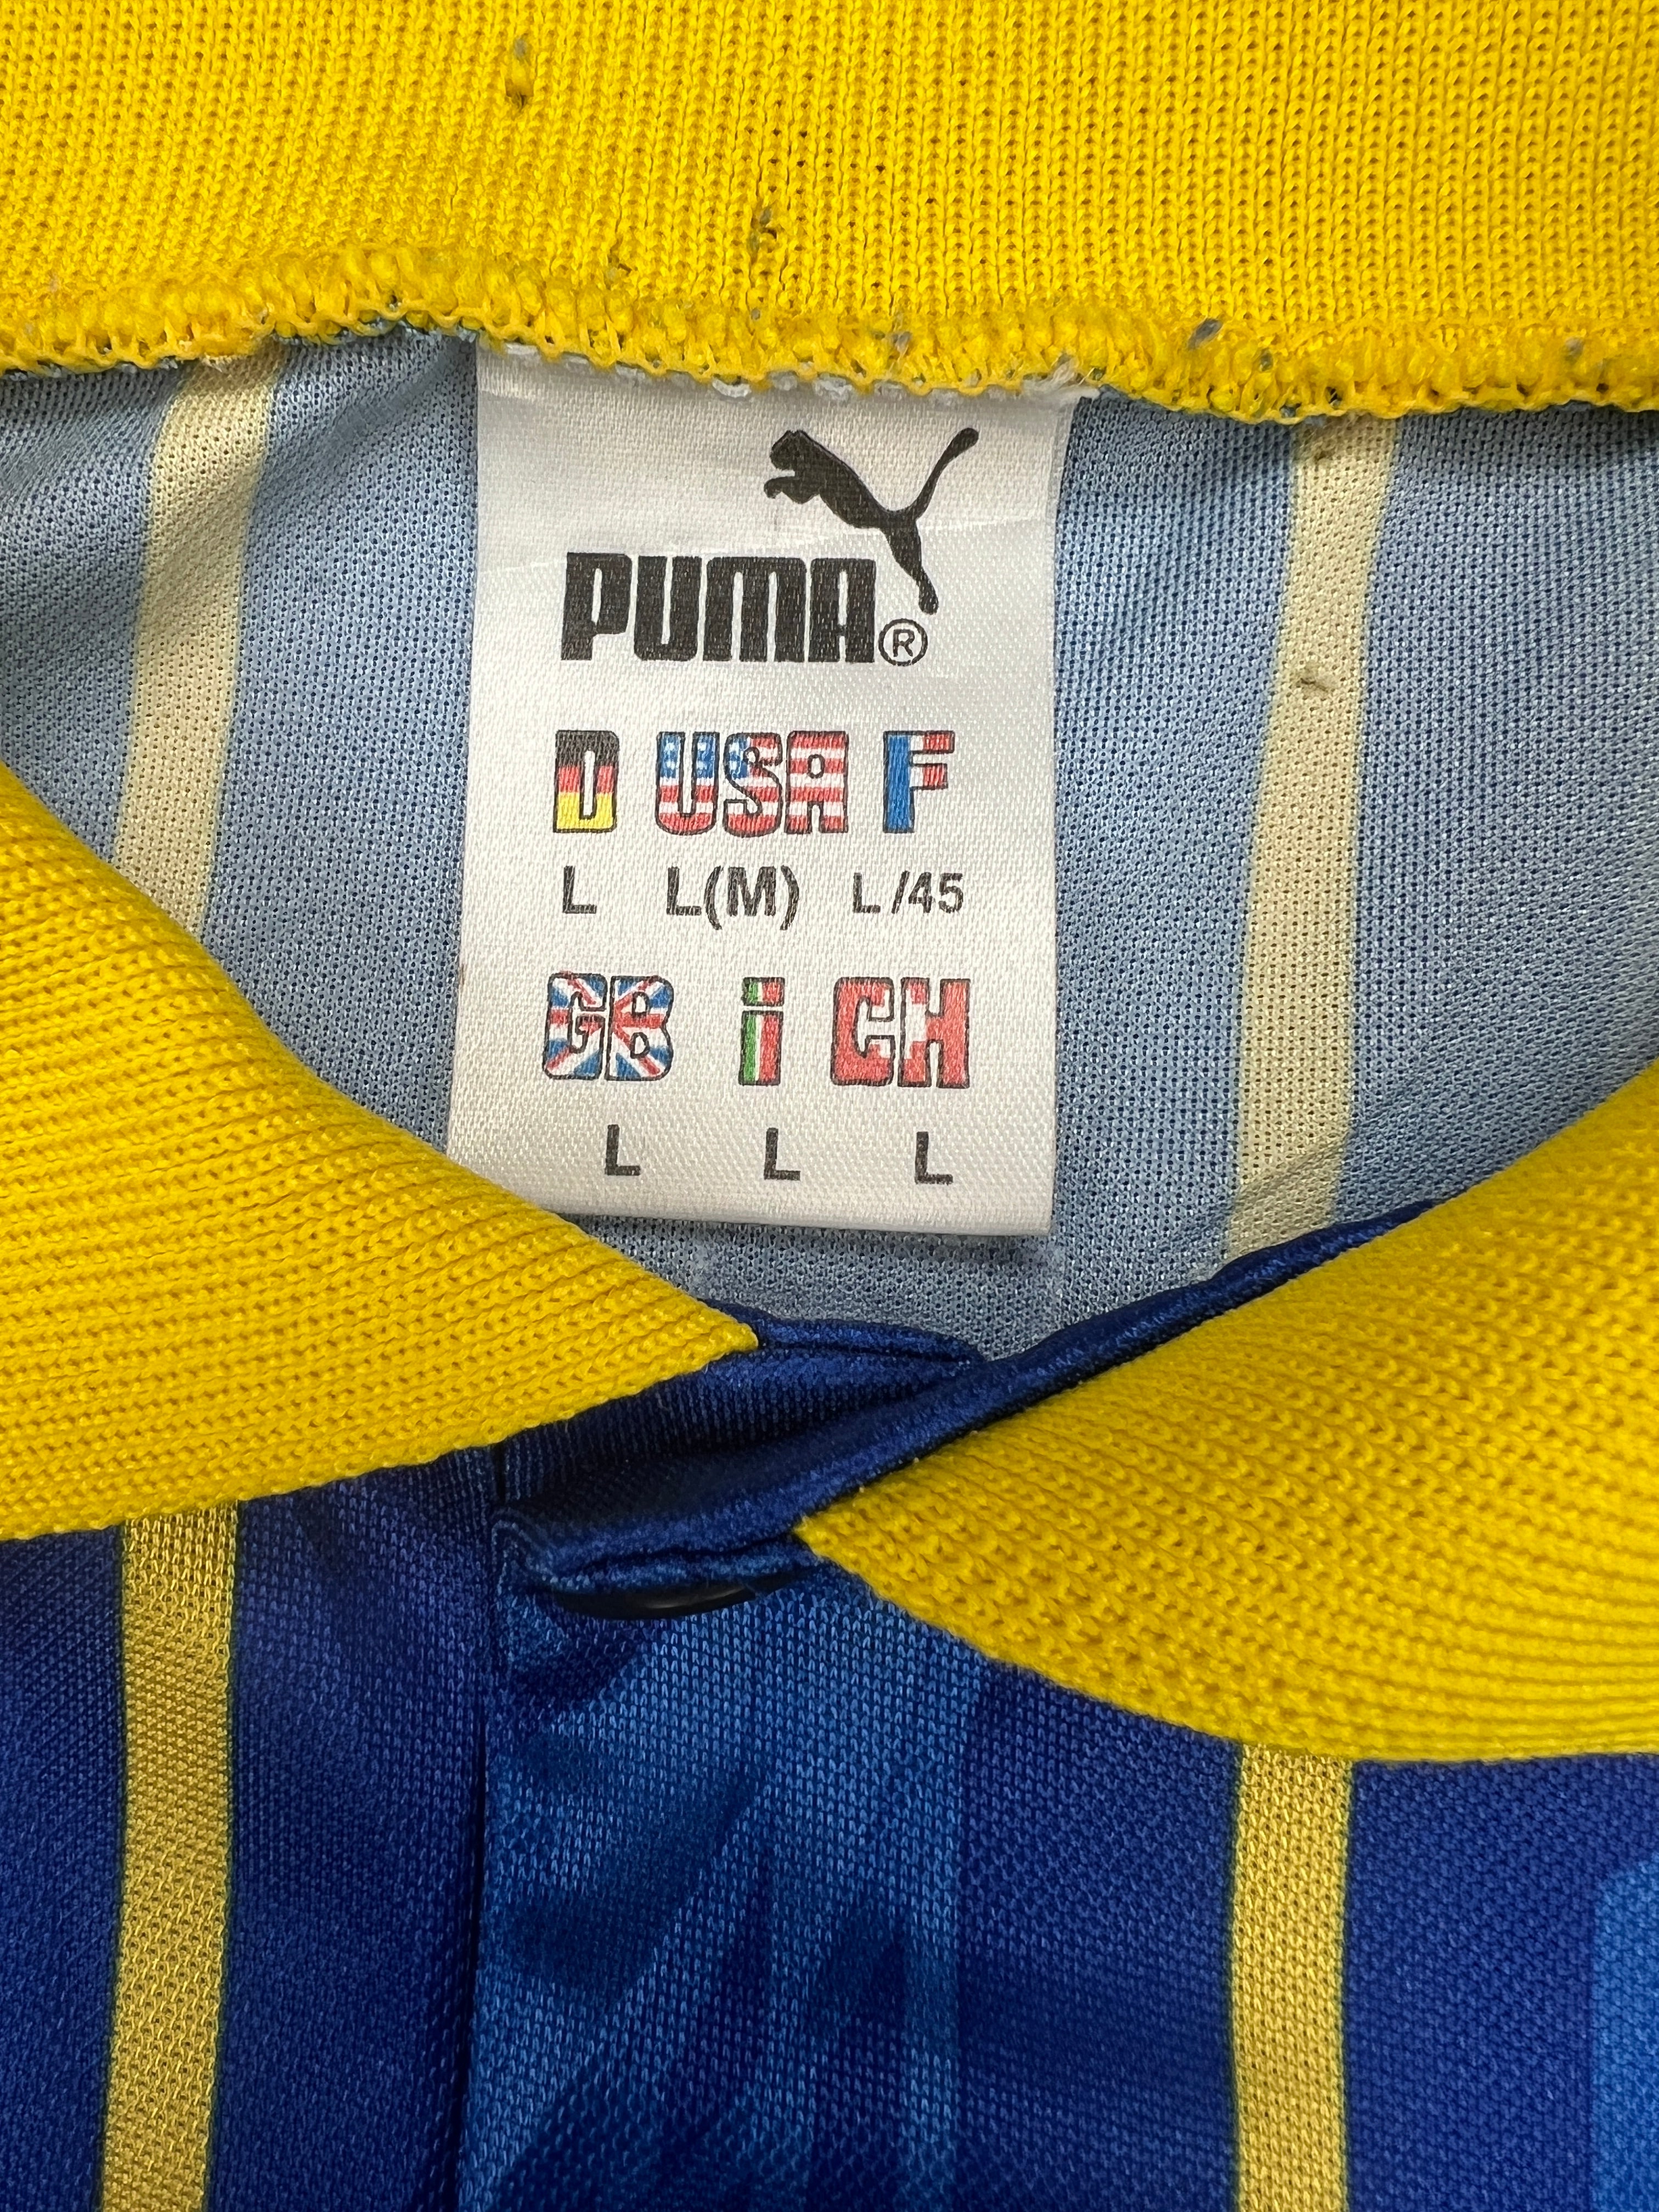 PUMA®
D USA F
L L(M) L/45
GB i CH
L L L